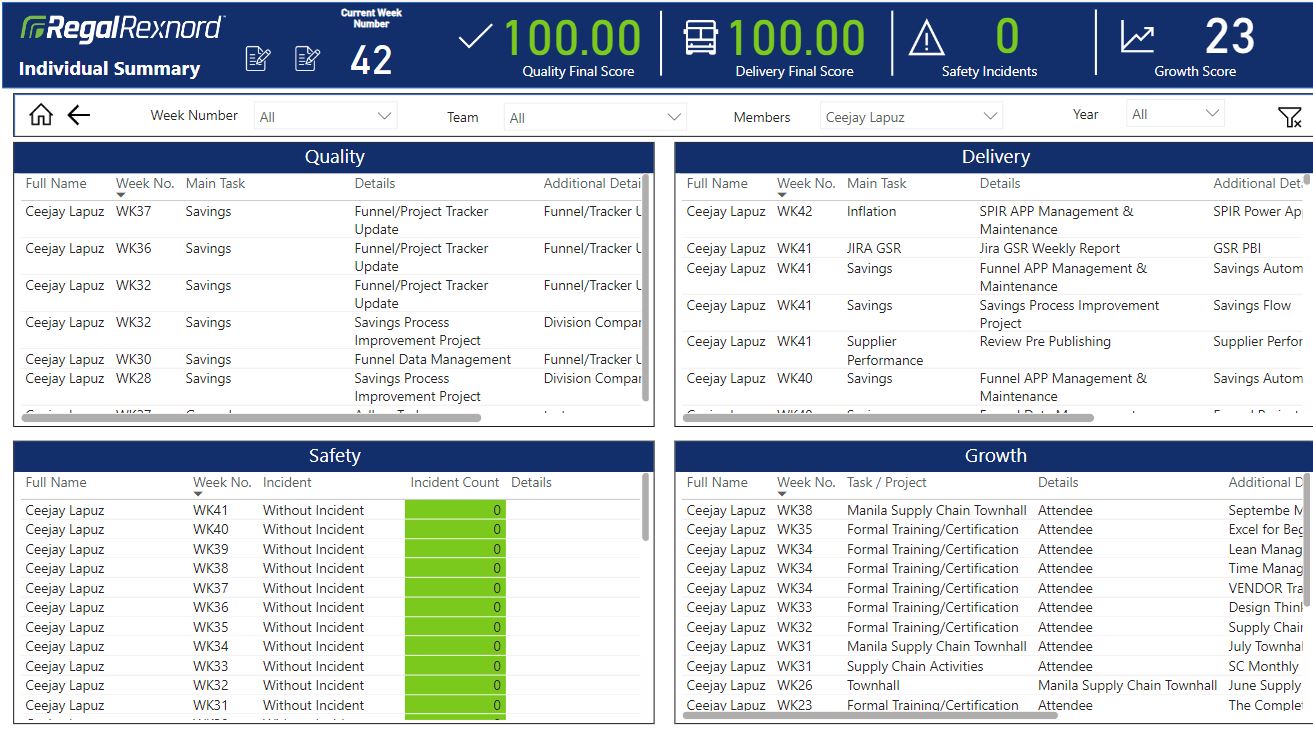 RegalRexnord
Individual Summary
Current Week
Number
42
100.00
Quality Final Score
100.00
Delivery Final Score
0
Safety Incidents
23
Growth Score
Week Number All Team All Members Ceejay Lapuz Year All
Quality
Full Name Week No. Main Task Details Additional Detai
Ceejay Lapuz WK37 Savings Funnel/Project Tracker Funnel/Tracker U
Update
Ceejay Lapuz WK36 Savings Funnel/Project Tracker Funnel/Tracker U
Update
Ceejay Lapuz WK32 Savings Funnel/Project Tracker Funnel/Tracker U
Update
Ceejay Lapuz WK32 Savings Savings Process Division Compar
Improvement Project
Ceejay Lapuz WK30 Savings Funnel Data Management Funnel/Tracker U
Ceejay Lapuz WK28 Savings Savings Process Division Compar
Improvement Project
Delivery
Full Name Week No. Main Task Details Additional Deta
Ceejay Lapuz WK42 Inflation SPIR APP Management & SPIR Power App
Maintenance
Ceejay Lapuz WK41 JIRA GSR Jira GSR Weekly Report GSR PBI
Ceejay Lapuz WK41 Savings Funnel APP Management & Savings Autom
Maintenance
Ceejay Lapuz WK41 Savings Savings Process Improvement Savings Flow
Project
Ceejay Lapuz WK41 Supplier Review Pre Publishing Supplier Perfor
Performance
Ceejay Lapuz WK40 Savings Funnel APP Management & Savings Autom
Maintenance
Safety
Full Name Week No. Incident Incident Count Details
Ceejay Lapuz WK41 Without Incident 0
Ceejay Lapuz WK40 Without Incident 0
Ceejay Lapuz WK39 Without Incident 0
Ceejay Lapuz WK38 Without Incident 0
Ceejay Lapuz WK37 Without Incident 0
Ceejay Lapuz WK36 Without Incident 0
Ceejay Lapuz WK35 Without Incident 0
Ceejay Lapuz WK34 Without Incident 0
Ceejay Lapuz WK33 Without Incident 0
Ceejay Lapuz WK32 Without Incident 0
Ceejay Lapuz WK31 Without Incident 0
Growth
Full Name Week No. Task / Project Details Additional D
Ceejay Lapuz WK38 Manila Supply Chain Townhall Attendee Septembe M
Ceejay Lapuz WK35 Formal Training/Certification Attendee Excel for Beg
Ceejay Lapuz WK34 Formal Training/Certification Attendee Lean Manag
Ceejay Lapuz WK34 Formal Training/Certification Attendee Time Manag
Ceejay Lapuz WK34 Formal Training/Certification Attendee VENDOR Tra
Ceejay Lapuz WK33 Formal Training/Certification Attendee Design Thin
Ceejay Lapuz WK32 Formal Training/Certification Attendee Supply Chair
Ceejay Lapuz WK31 Manila Supply Chain Townhall Attendee July Townha
Ceejay Lapuz WK31 Supply Chain Activities Attendee SC Monthly
Ceejay Lapuz WK26 Townhall Manila Supply Chain Townhall June Supply
Ceejay Lapuz WK23 Formal Training/Certification Attendee The Complet